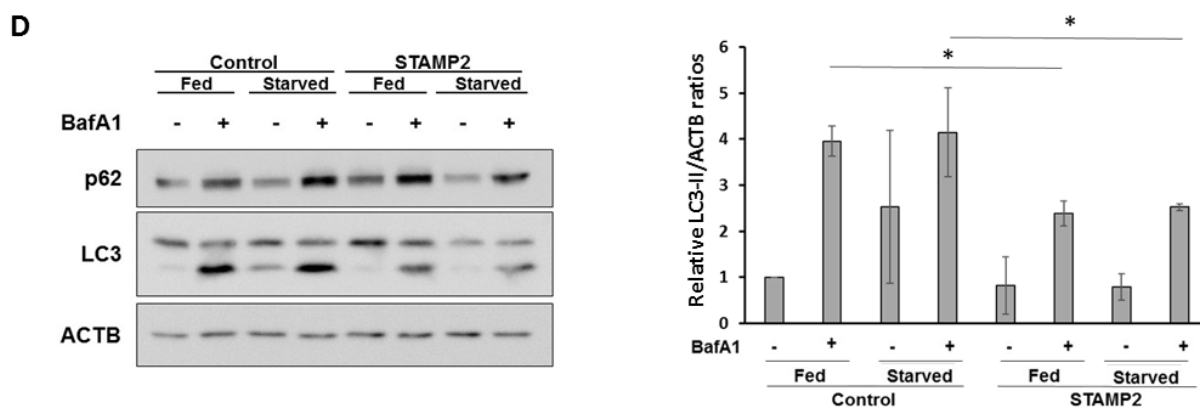 D
Control STAMP2
Fed Starved Fed Starved
BafA1 - + - + - + - +
p62
LC3
ACTB
Relative LC3-II/ACTB ratios
6
5
4
3
2
1
0
*
*
BafA1 - + - + - + - +
Fed Starved Fed Starved
Control STAMP2